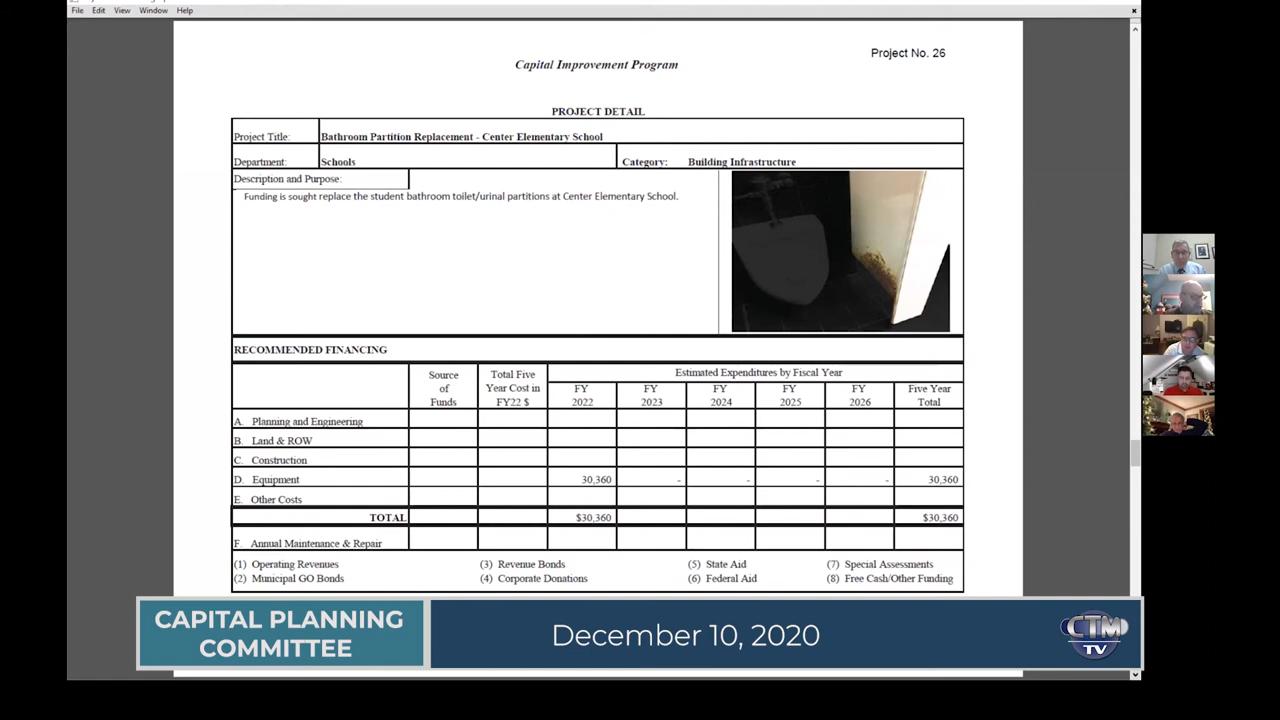 File Edit View Window Help
Project No. 26
Capital Improvement Program
PROJECT DETAIL
Project Title: Bathroom Partition Replacement - Center Elementary School
Department: Schools Category: Building Infrastructure
Description and Purpose:
Funding is sought replace the student bathroom toilet/urinal partitions at Center Elementary School.
RECOMMENDED FINANCING
Source of Funds
Total Five Year Cost in FY22 $
Estimated Expenditures by Fiscal Year
FY 2022 FY 2023 FY 2024 FY 2025 FY 2026 Five Year Total
A. Planning and Engineering
B. Land & ROW
C. Construction
D. Equipment 30,360 - - - - 30,360
E. Other Costs
TOTAL $30,360 $30,360
F. Annual Maintenance & Repair
(1) Operating Revenues (3) Revenue Bonds (5) State Aid (7) Special Assessments
(2) Municipal GO Bonds (4) Corporate Donations (6) Federal Aid (8) Free Cash/Other Funding
CAPITAL PLANNING
COMMITTEE
December 10, 2020
CTM
TV